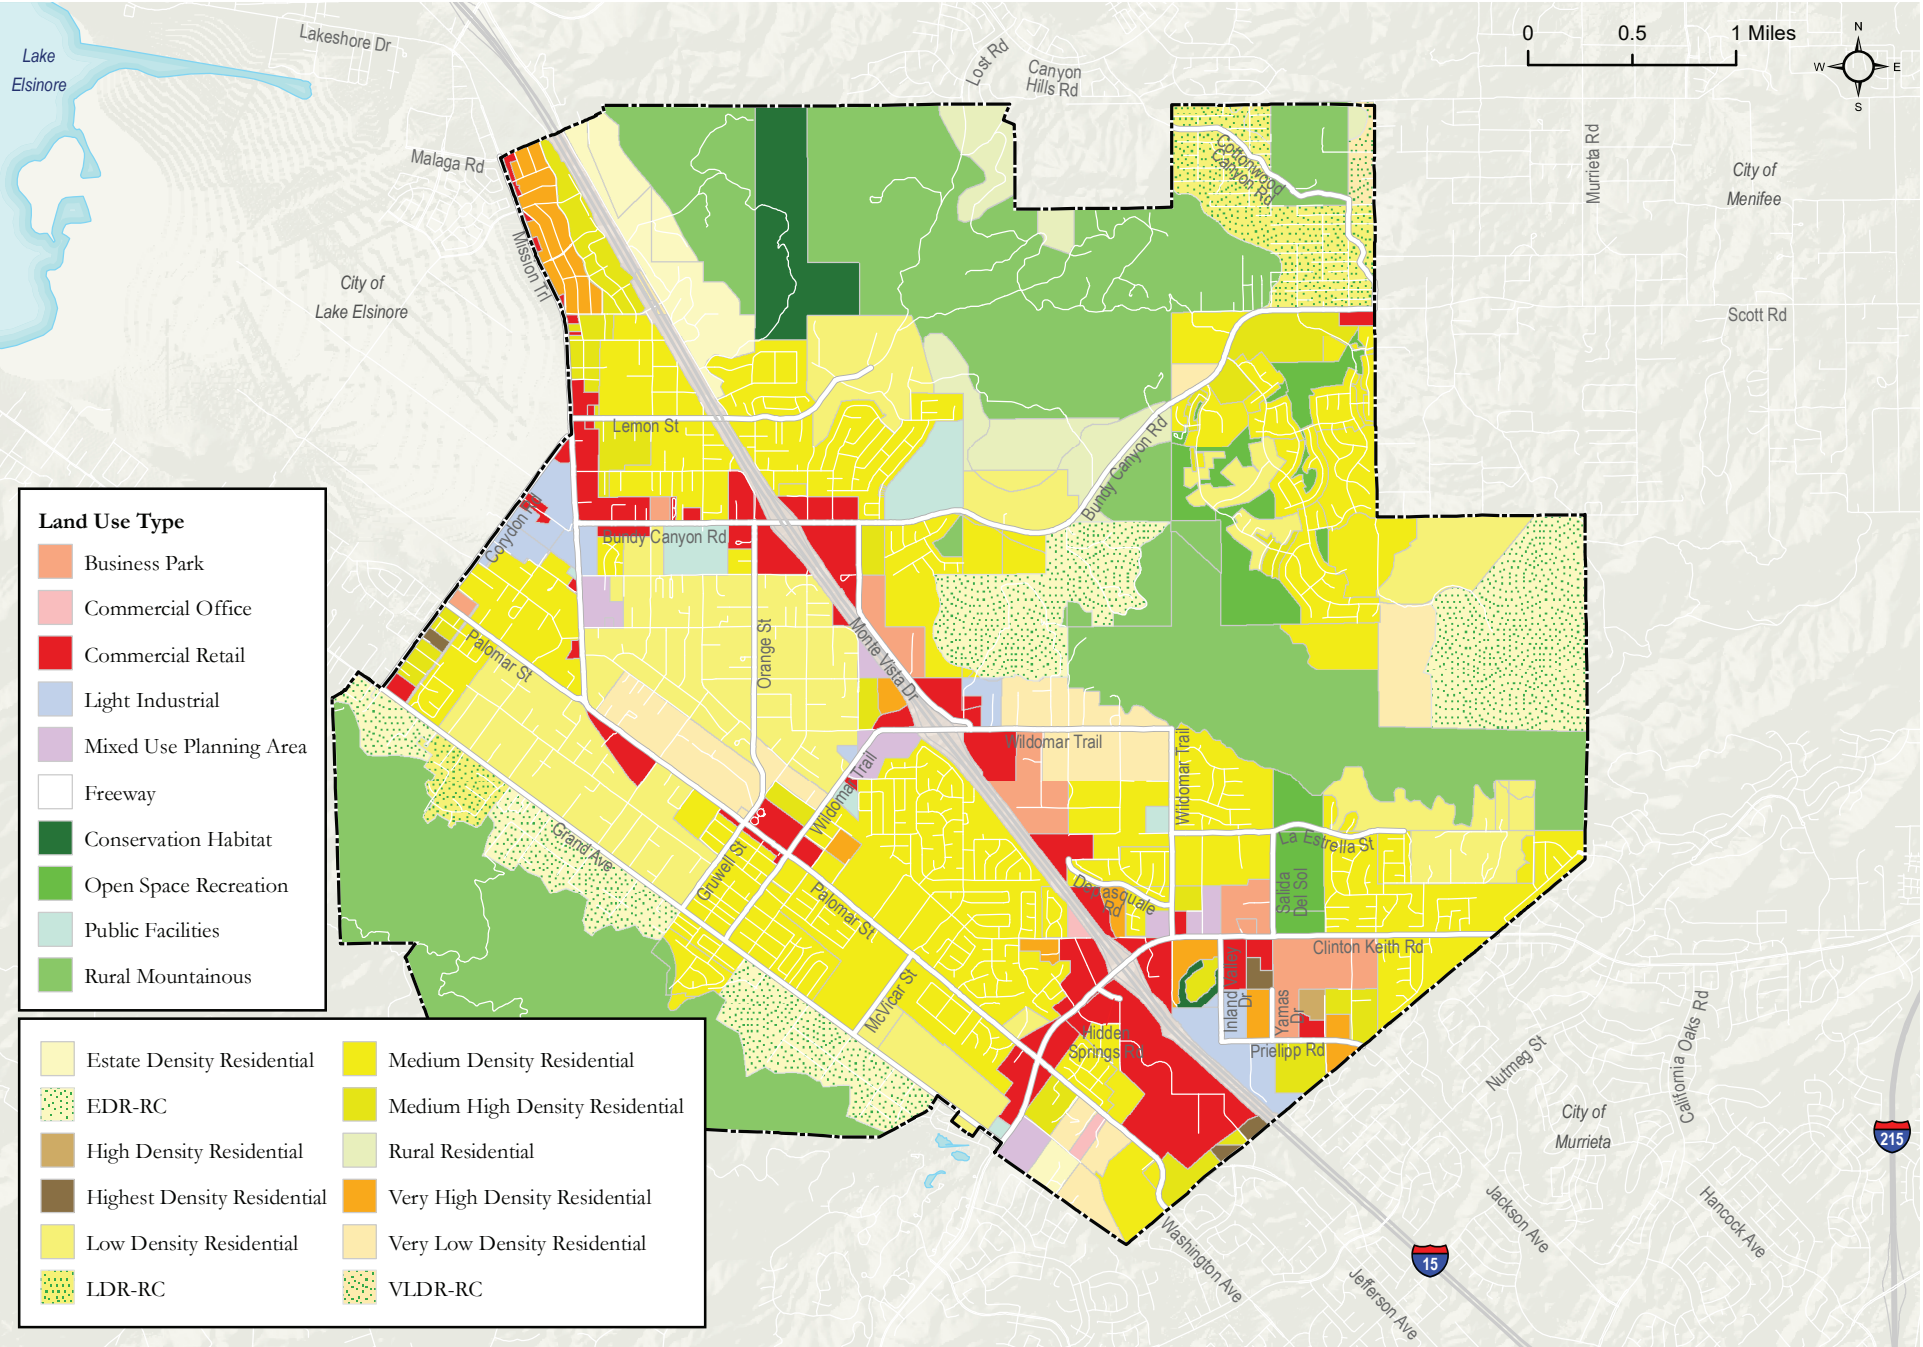 Lakeshore Dr
Lake
Elsinore
Lost Rd
Canyon
Hills Rd
0
0.5
1 Miles
N
W
E
S
Malaga Rd
Cottonwood
Canyon Rd
Murrieta Rd
City of
Menifee
Mission Trl
City of
Lake Elsinore
Scott Rd
Lemon St
Bundy Canyon Rd
Bundy Canyon Rd
Land Use Type
Business Park
Commercial Office
Commercial Retail
Light Industrial
Mixed Use Planning Area
Freeway
Conservation Habitat
Open Space Recreation
Public Facilities
Rural Mountainous
Palomar St
Orange St
Monte Vista Dr
Wildomar Trail
Wildomar Trail
Wildomar Trail
Grand Ave
Gruwell St
La Estrella St
Palomar St
Salida
Del Sol
Clinton Keith Rd
McVicar St
Inland Valley
Dr
Yamas
Dr
Hidden
Springs Rd
Prielipp Rd
Nutmeg St
California Oaks Rd
City of
Murrieta
215
Estate Density Residential
EDR-RC
High Density Residential
Highest Density Residential
Low Density Residential
LDR-RC
Medium Density Residential
Medium High Density Residential
Rural Residential
Very High Density Residential
Very Low Density Residential
VLDR-RC
Washington Ave
Jackson Ave
Hancock Ave
15
Jefferson Ave